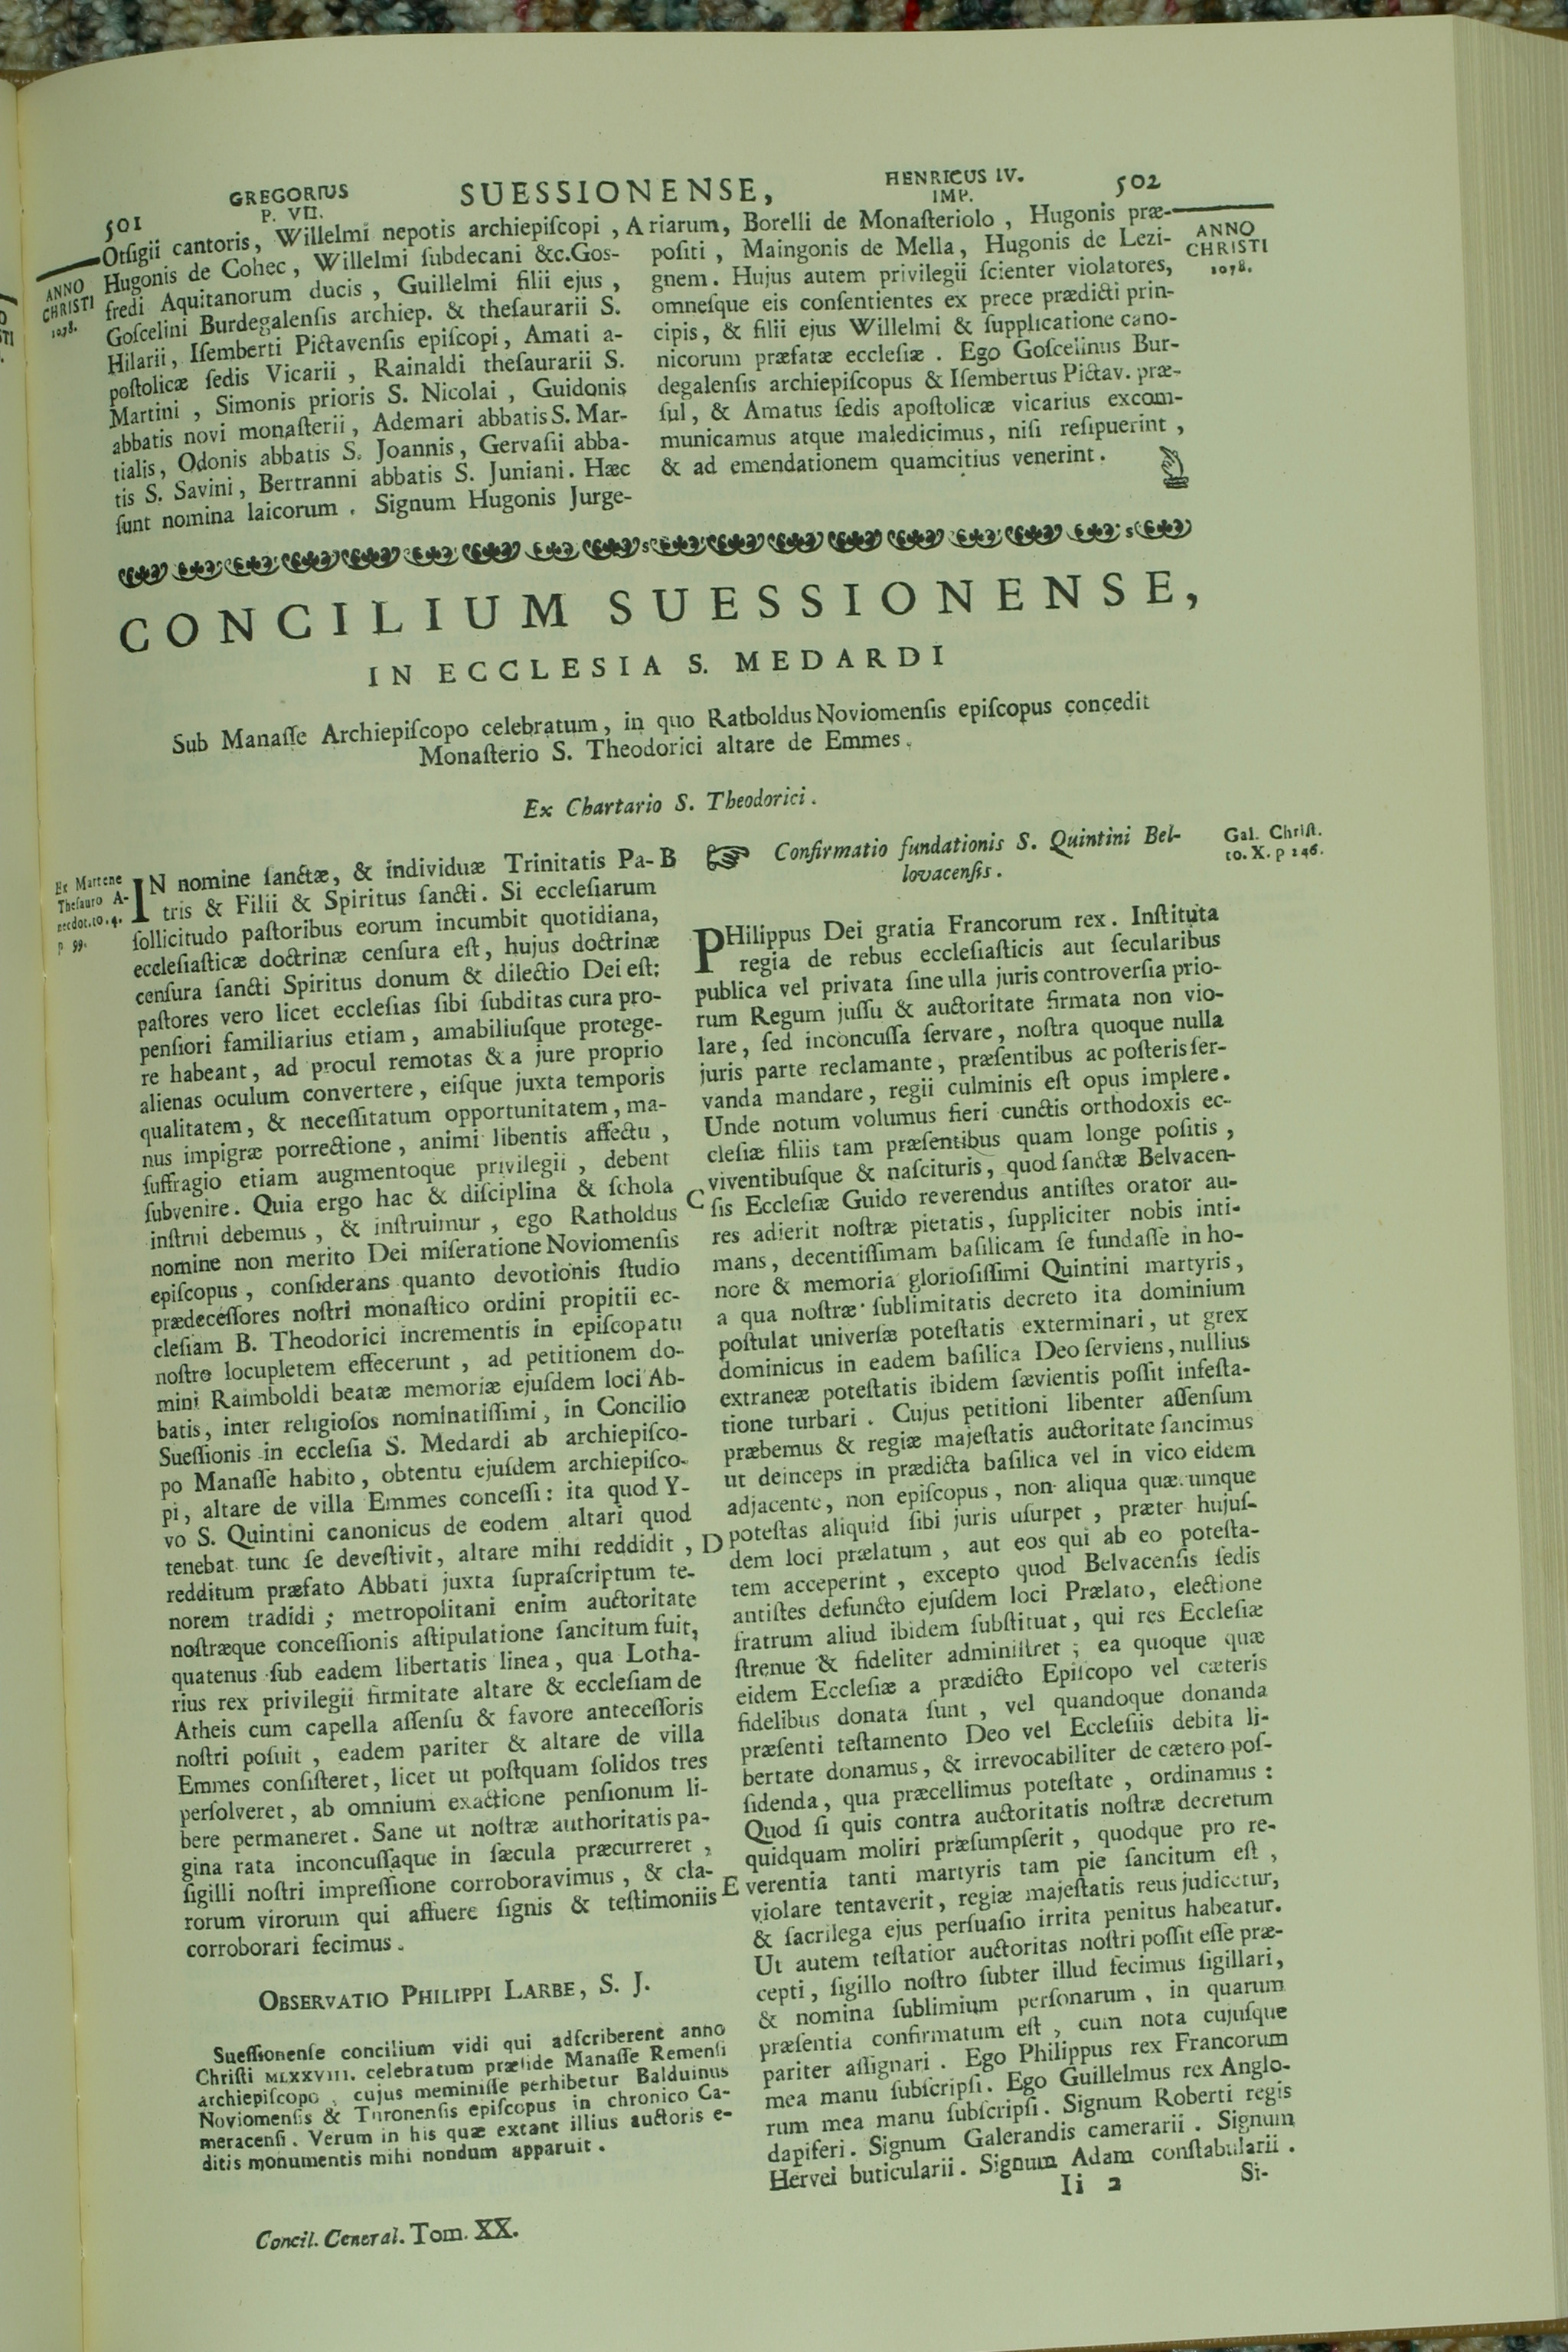 501
GREGORIUS
P. VII.
SUESSIONENSE,
HENRICUS IV.
IMP.
502
ANNO
CHRISTI
1078.
Otſigii cantoris, Willelmi nepotis archiepiſcopi,
Hugonis de Cohec, Willelmi ſubdecani &c. Gos-
fredi Aquitanorum ducis, Guillelmi filii ejus,
Goſcelini Burdegalenſis archiep. & theſaurarii S.
Hilarii, Iſemberti Pictavenſis epiſcopi, Amati a-
poſtolicæ ſedis Vicarii, Rainaldi theſaurarii S.
Martini, Simonis prioris S. Nicolai, Guidonis
abbatis novi monaſterii, Ademari abbatis S. Mar-
tialis, Odonis abbatis S. Joannis, Gervaſii abba-
tis S. Savini, Bertranni abbatis S. Juniani. Hæc
ſunt nomina laicorum. Signum Hugonis Jurge-
A
riarum, Borelli de Monaſteriolo, Hugonis præ-
poſiti, Maingonis de Mella, Hugonis de Lezi-
gnem. Hujus autem privilegii ſcienter violatores,
omneſque eis conſentientes ex prece prædicti prin-
cipis, & filii ejus Willelmi & ſupplicatione cano-
nicorum præfatæ eccleſiæ. Ego Goſcelinus Bur-
degalenſis archiepiſcopus & Iſembertus Pictav. præ-
ſul, & Amatus ſedis apoſtolicæ vicarius excom-
municamus atque maledicimus, niſi reſipuerint,
& ad emendationem quamcitius venerint.
ANNO
CHRISTI
1078.
CONCILIUM SUESSIONENSE,
IN ECCLESIA S. MEDARDI
Sub Manaſſe Archiepiſcopo celebratum, in quo Ratboldus Noviomenſis epiſcopus concedit
Monaſterio S. Theodorici altare de Emmes.
Ex Chartario S. Theodorici.
Ex Martene
Theſauro A-
necdot. to. 4.
p 99.
IN nomine ſanctæ, & individuæ Trinitatis Pa-
tris & Filii & Spiritus ſancti. Si eccleſiarum
ſollicitudo paſtoribus eorum incumbit quotidiana,
eccleſiaſticæ doctrinæ cenſura eſt, hujus doctrinæ
cenſura ſancti Spiritus donum & dilectio Dei eſt:
paſtores vero licet eccleſias ſibi ſubditas cura pro-
penſiori familiarius etiam, amabiliuſque protege-
re habeant, ad procul remotas & a jure proprio
alienas oculum convertere, eiſque juxta temporis
qualitatem, & neceſſitatum opportunitatem, ma-
nus impigræ porrectione, animi libentis affectu,
ſuffragio etiam augmentoque privilegii, debent
ſubvenire. Quia ergo hac & diſciplina & ſchola
inſtrui debemus, & inſtruimur, ego Ratholdus
nomine non merito Dei miſeratione Noviomenſis
epiſcopus, conſiderans quanto devotionis ſtudio
prædeceſſores noſtri monaſtico ordini propitii ec-
cleſiam B. Theodorici incrementis in epiſcopatu
noſtro locupletem effecerunt, ad petitionem do-
mini Raimboldi beatæ memoriæ ejuſdem loci Ab-
batis, inter religioſos nominatiſſimi, in Concilio
Sueſſionis in eccleſia S. Medardi ab archiepiſco-
po Manaſſe habito, obtentu ejuſdem archiepiſco-
pi, altare de villa Emmes conceſſi: ita quod Y-
vo S. Quintini canonicus de eodem altari quod
tenebat tunc ſe deveſtivit, altare mihi reddidit,
redditum præfato Abbati juxta ſupraſcriptum te-
norem tradidi; metropolitani enim auctoritate
noſtræque conceſſionis aſtipulatione ſancitum fuit,
quatenus ſub eadem libertatis linea, qua Lotha-
rius rex privilegii firmitate altare & eccleſiam de
Atheis cum capella aſſenſu & favore anteceſſoris
noſtri poſuit, eadem pariter & altare de villa
Emmes conſiſteret, licet ut poſtquam ſolidos tres
perſolveret, ab omnium exactione penſionum li-
bere permaneret. Sane ut noſtræ authoritatis pa-
gina rata inconcuſſaque in ſæcula præcurreret,
ſigilli noſtri impreſſione corroboravimus, & cla-
rorum virorum qui affuere ſignis & teſtimoniis
corroborari fecimus.
OBSERVATIO PHILIPPI LARBE, S. J.
Sueſſionenſe concilium vidi qui adſcriberent anno
Chriſti MLXXVIII. celebratum præſide Manaſſe Remenſi
archiepiſcopo, cujus meminiſſe perhibetur Balduinus
Noviomenſis & Turonenſis epiſcopus in chronico Ca-
meracenſi. Verum in his quæ extant illius auctoris e-
ditis monumentis mihi nondum apparuit.
Concil. General. Tom. XX.
B
C
D
E
Confirmatio fundationis S. Quintini Bel-
lovacenſis.
Gal. Chriſt.
to. X. p 246.
PHilippus Dei gratia Francorum rex. Inſtituta
regia de rebus eccleſiaſticis aut ſecularibus
publica vel privata ſine ulla juris controverſia prio-
rum Regum juſſu & auctoritate firmata non vio-
lare, ſed inconcuſſa ſervare, noſtra quoque nulla
juris parte reclamante, præſentibus ac poſteris ſer-
vanda mandare, regii culminis eſt opus implere.
Unde notum volumus fieri cunctis orthodoxis ec-
cleſiæ filiis tam præſentibus quam longe poſitis,
viventibuſque & naſcituris, quod ſanctæ Belvacen-
ſis Eccleſiæ Guido reverendus antiſtes orator au-
res adierit noſtræ pietatis, ſuppliciter nobis inti-
mans, decentiſſimam baſilicam ſe fundaſſe in ho-
nore & memoria glorioſiſſimi Quintini martyris,
a qua noſtræ ſublimitatis decreto ita dominium
poſtulat univerſæ poteſtatis exterminari, ut grex
dominicus in eadem baſilica Deo ſerviens, nullius
extraneæ poteſtatis ibidem ſævientis poſſit infeſta-
tione turbari. Cujus petitioni libenter aſſenſum
præbemus & regiæ majeſtatis auctoritate ſancimus
ut deinceps in prædicta baſilica vel in vico eidem
adjacente, non epiſcopus, non aliqua quæ umque
poteſtas aliquid ſibi juris uſurpet, præter hujuſ-
dem loci prælatum, aut eos qui ab eo poteſta-
tem acceperint, excepto quod Belvacenſis ſedis
antiſtes defuncto ejuſdem loci Prælato, electione
fratrum aliud ibidem ſubſtituat, qui res Eccleſiæ
ſtrenue & fideliter adminiſtret; ea quoque quæ
eidem Eccleſiæ a prædicto Epiſcopo vel cæteris
fidelibus donata ſunt, vel quandoque donanda
præſenti teſtamento Deo vel Eccleſiis debita li-
bertate donamus, & irrevocabiliter de cætero poſ-
ſidenda, qua præcellimus poteſtate, ordinamus:
Quod ſi quis contra auctoritatis noſtræ decretum
quidquam moliri præſumpſerit, quodque pro re-
verentia tanti martyris tam pie ſancitum eſt,
violare tentaverit, regiæ majeſtatis reus judicetur,
& ſacrilega ejus perſuaſio irrita penitus habeatur.
Ut autem teſtatior auctoritas noſtri poſſit eſſe præ-
cepti, ſigillo noſtro ſubter illud fecimus ſigillari,
& nomina ſublimium perſonarum, in quarum
præſentia confirmatum eſt, cum nota cujuſque
pariter aſſignari. Ego Philippus rex Francorum
mea manu ſubſcripſi. Ego Guillelmus rex Anglo-
rum mea manu ſubſcripſi. Signum Roberti regis
dapiferi. Signum Galerandis camerarii. Signum
Hervei buticularii. Signum Adam conſtabularii.
Ii 2
Si-